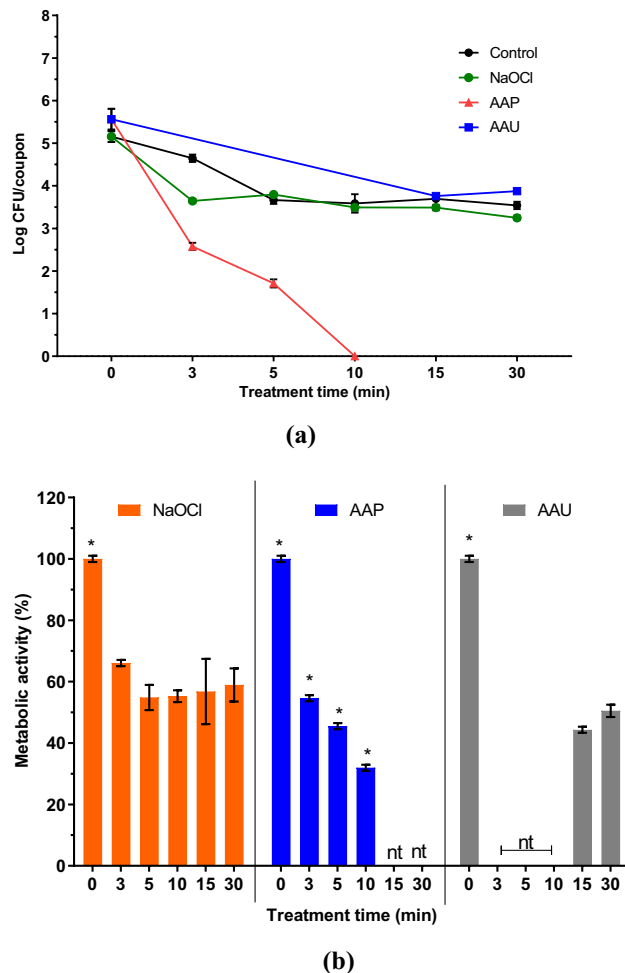 8
7
6
5
4
3
2
1
0
Log CFU/coupon
Control
NaOCl
AAP
AAU
0 3 5 10 15 30
Treatment time (min)
(a)
120
100
80
60
40
20
0
Metabolic activity (%)
NaOCl AAP AAU
* * *
* * *
nt nt
nt
0 3 5 10 15 30 0 3 5 10 15 30 0 3 5 10 15 30
Treatment time (min)
(b)